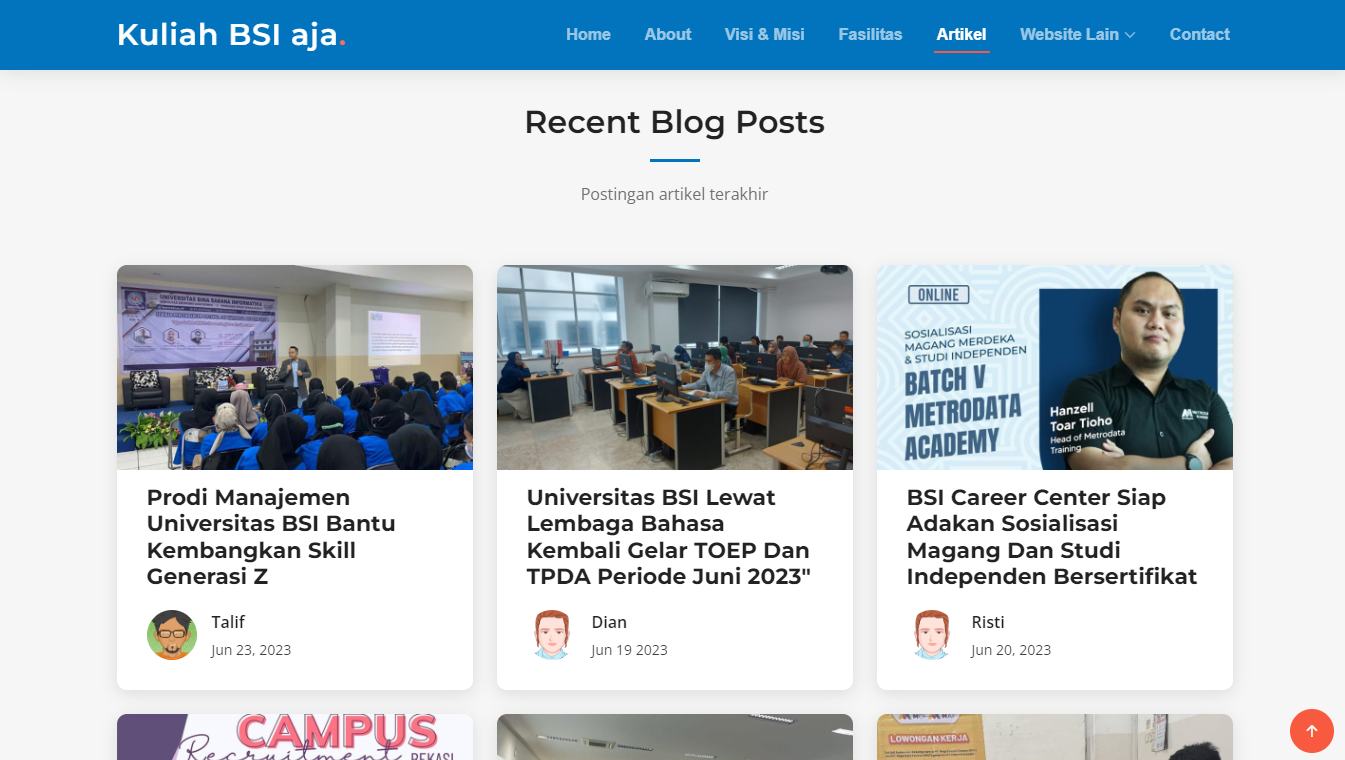 Kuliah BSI aja.
Home About Visi & Misi Fasilitas Artikel Website Lain Contact
Recent Blog Posts
Postingan artikel terakhir
UNIVERSITAS BINA SARANA INFORMATIKA
ONLINE
SOSIALISASI
MAGANG MERDEKA
& STUDI INDEPENDEN
BATCH V
METRODATA
ACADEMY
Hanzell
Toar Tioho
Head of Metrodata
Training
Prodi Manajemen
Universitas BSI Bantu
Kembangkan Skill
Generasi Z
Talif
Jun 23, 2023
Universitas BSI Lewat
Lembaga Bahasa
Kembali Gelar TOEP Dan
TPDA Periode Juni 2023"
Dian
Jun 19 2023
BSI Career Center Siap
Adakan Sosialisasi
Magang Dan Studi
Independen Bersertifikat
Risti
Jun 20, 2023
CAMPUS
Recruitment
BEKASI
LOWONGAN KERJA